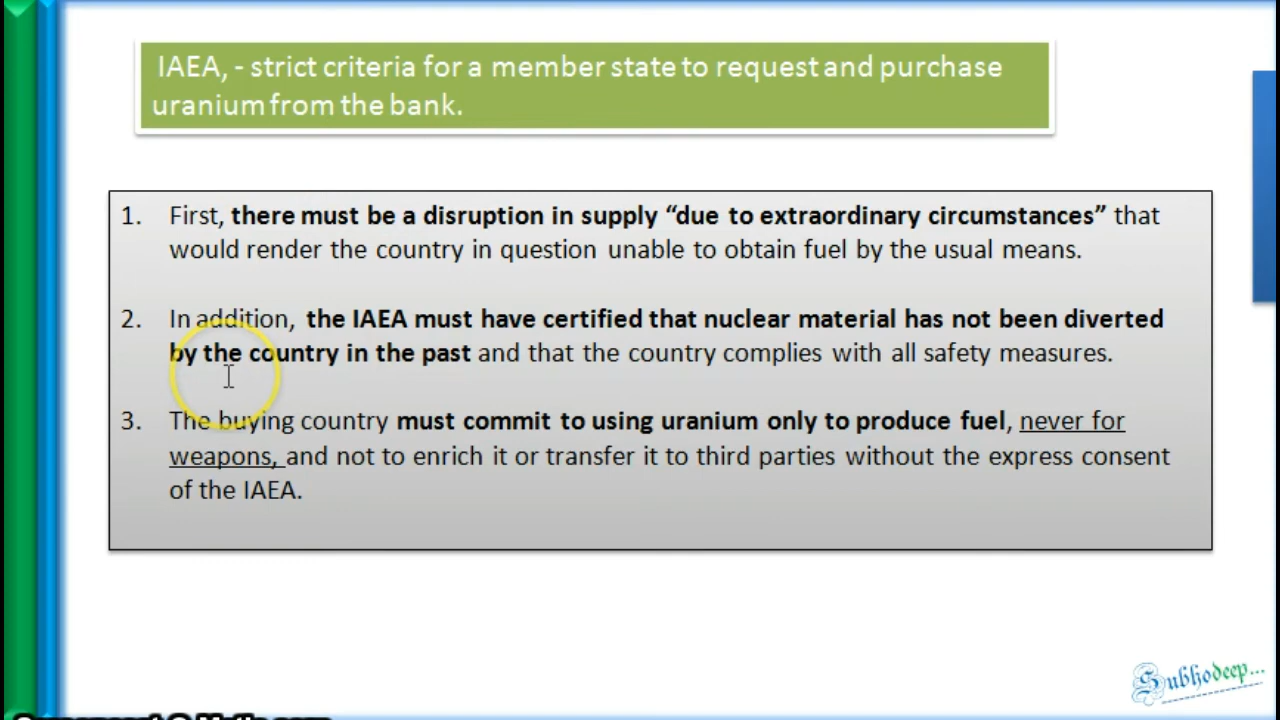 IAEA, - strict criteria for a member state to request and purchase
uranium from the bank.
1. First, there must be a disruption in supply “due to extraordinary circumstances” that
would render the country in question unable to obtain fuel by the usual means.
2. In addition, the IAEA must have certified that nuclear material has not been diverted
by the country in the past and that the country complies with all safety measures.
3. The buying country must commit to using uranium only to produce fuel, never for
weapons, and not to enrich it or transfer it to third parties without the express consent
of the IAEA.
Subhodeep...